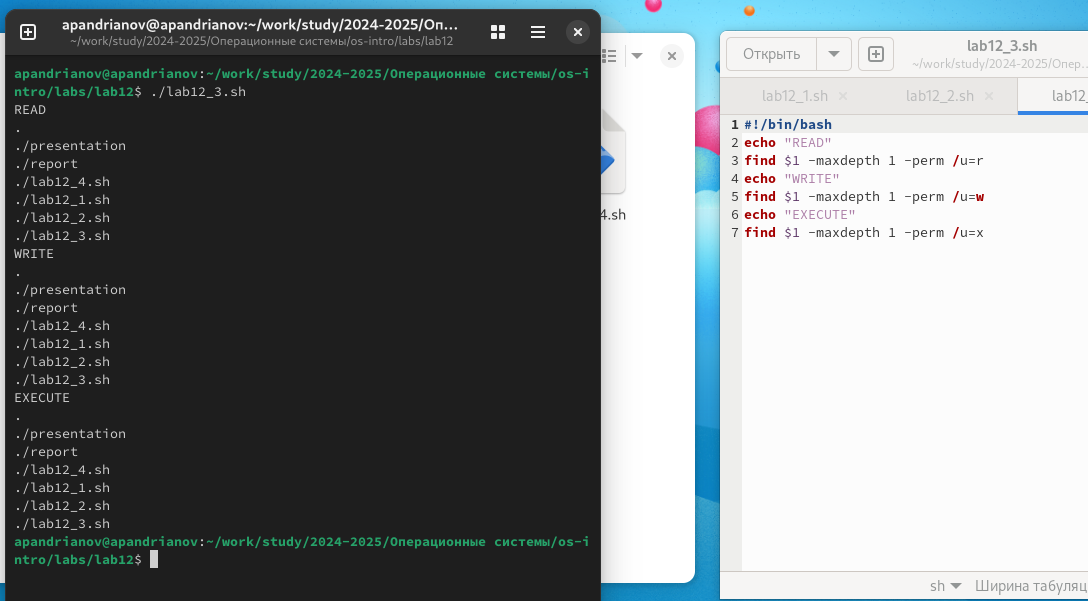 apandrianov@apandrianov:~/work/study/2024-2025/Оп...
~/work/study/2024-2025/Операционные системы/os-intro/labs/lab12
apandrianov@apandrianov:~/work/study/2024-2025/Операционные системы/os-i
ntro/labs/lab12$ ./lab12_3.sh
READ
.
./presentation
./report
./lab12_4.sh
./lab12_1.sh
./lab12_2.sh
./lab12_3.sh
WRITE
.
./presentation
./report
./lab12_4.sh
./lab12_1.sh
./lab12_2.sh
./lab12_3.sh
EXECUTE
.
./presentation
./report
./lab12_4.sh
./lab12_1.sh
./lab12_2.sh
./lab12_3.sh
apandrianov@apandrianov:~/work/study/2024-2025/Операционные системы/os-i
ntro/labs/lab12$
4.sh
Открыть
lab12_3.sh
~/work/study/2024-2025/Опер...
lab12_1.sh
lab12_2.sh
lab12_
1 #!/bin/bash
2 echo "READ"
3 find $1 -maxdepth 1 -perm /u=r
4 echo "WRITE"
5 find $1 -maxdepth 1 -perm /u=w
6 echo "EXECUTE"
7 find $1 -maxdepth 1 -perm /u=x
sh Ширина табуляц